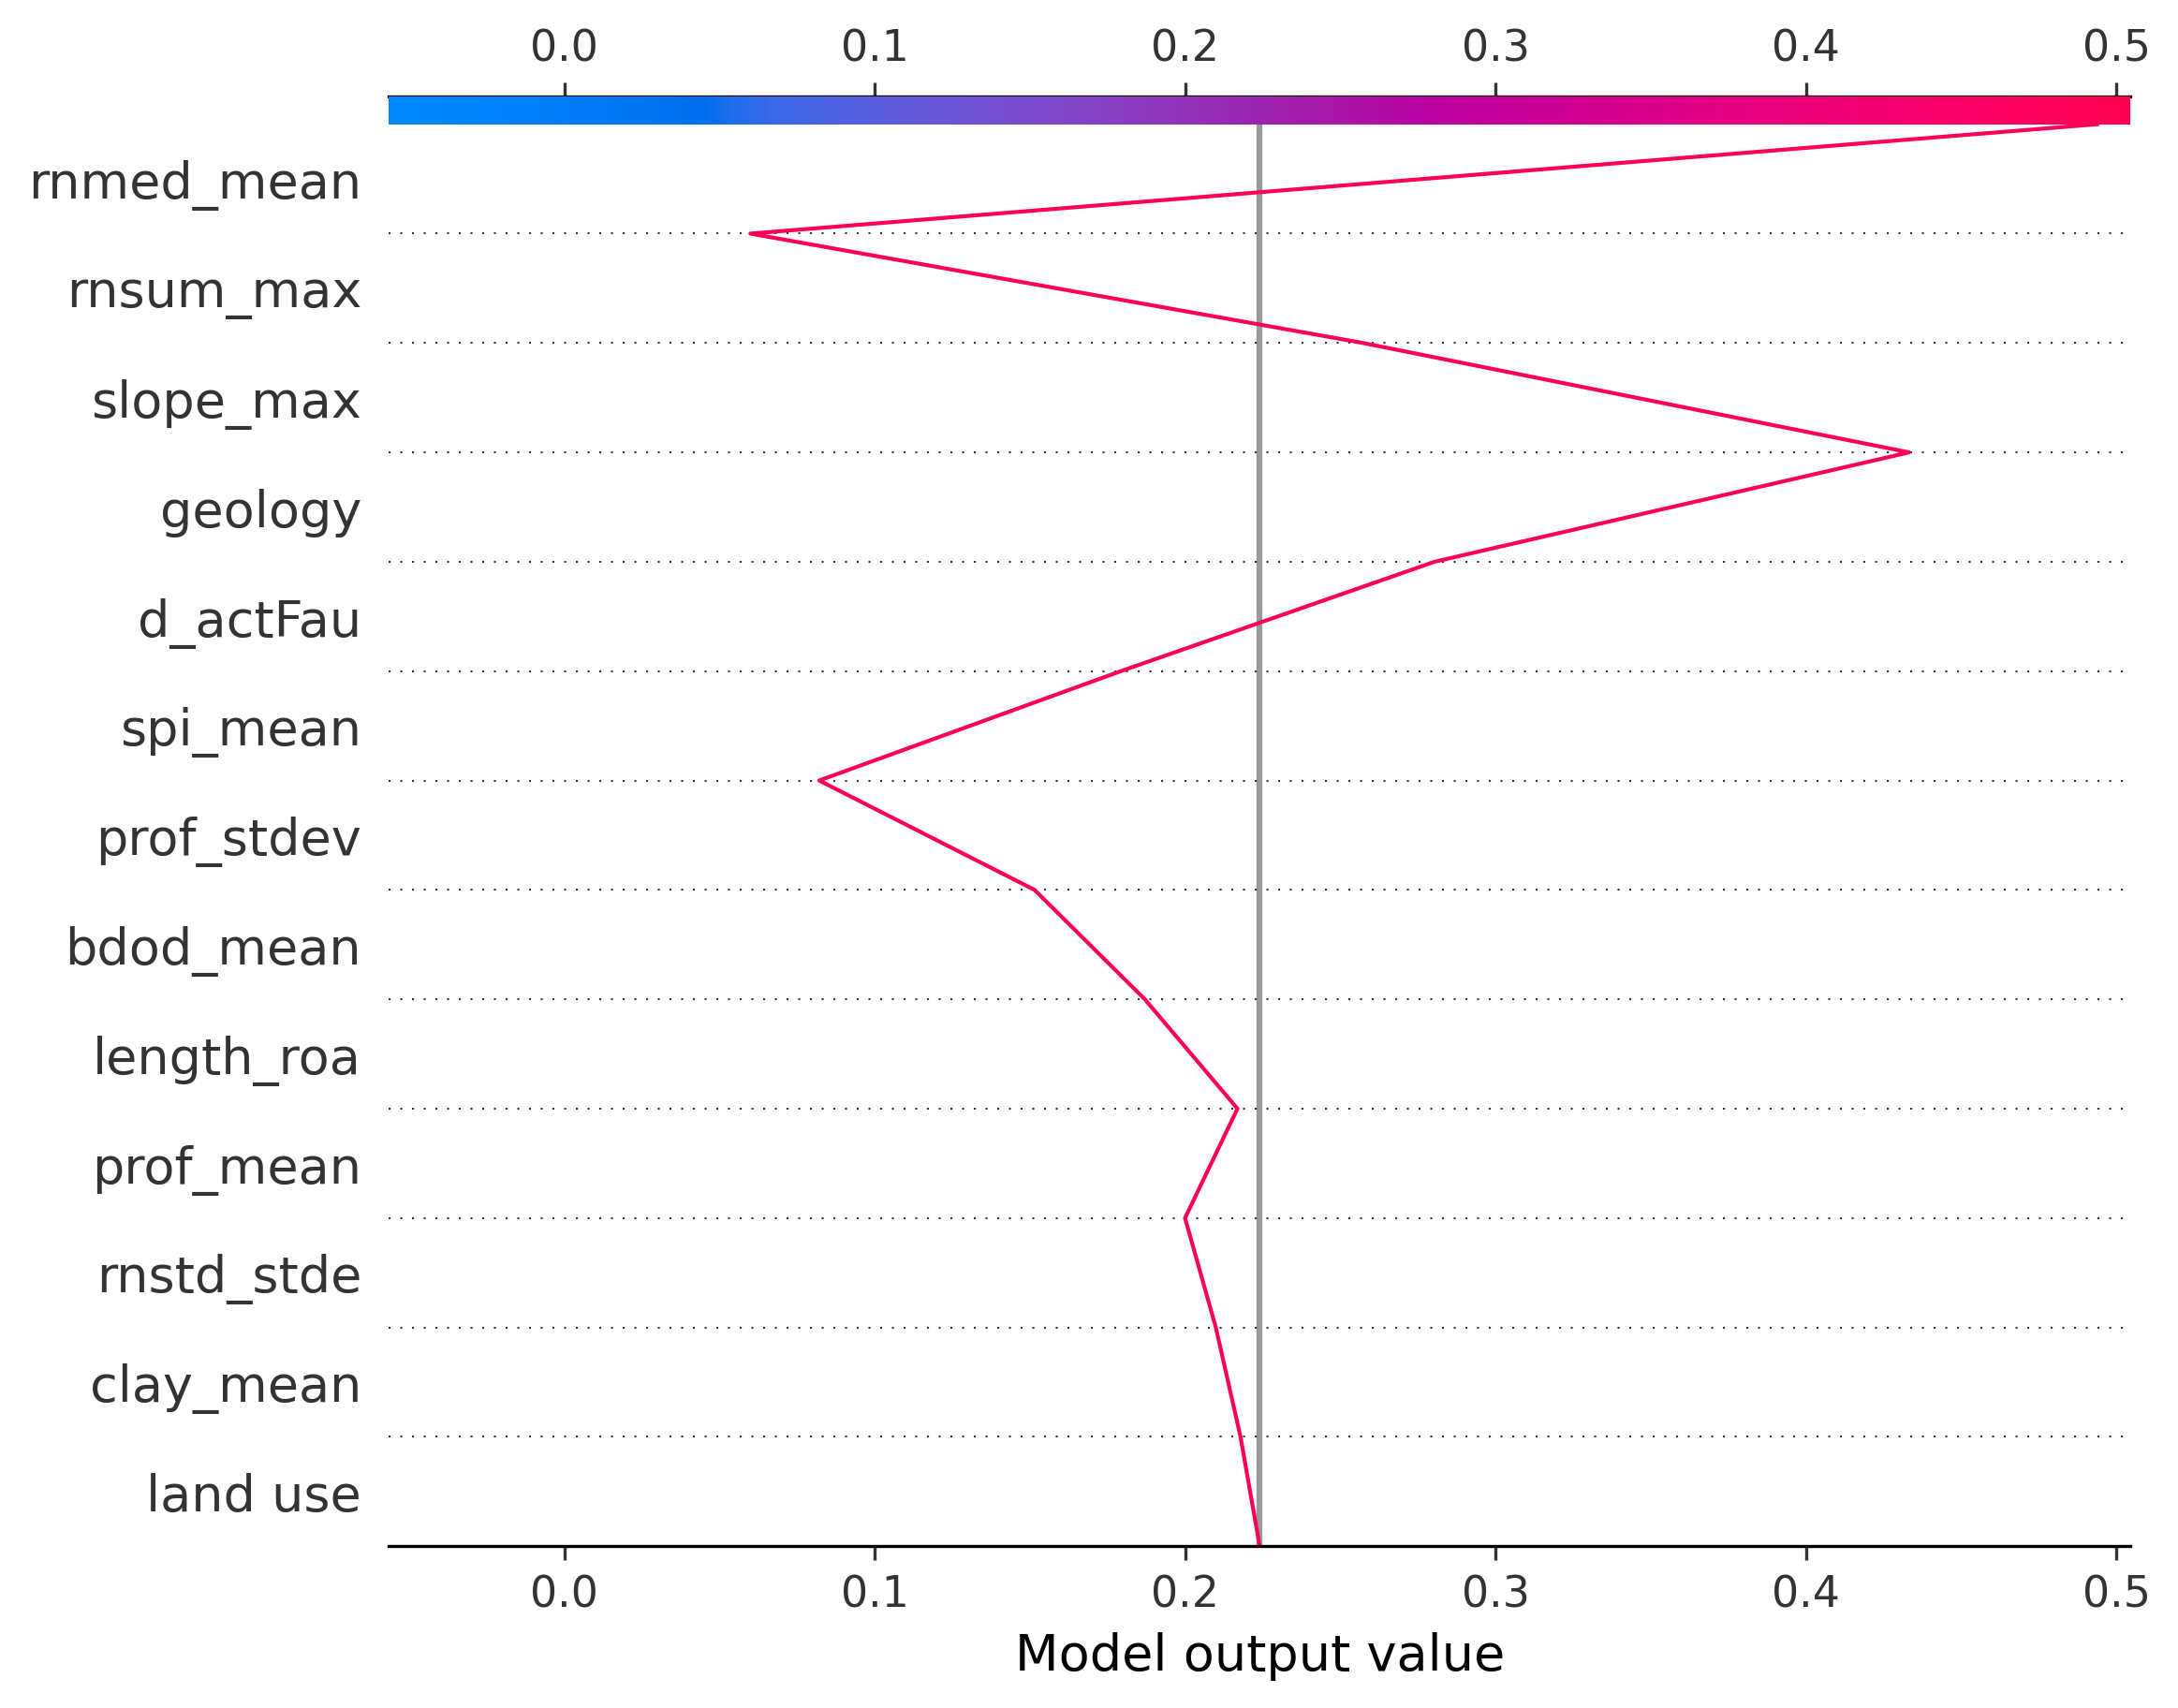 0.0 0.1 0.2 0.3 0.4 0.5
rnmed_mean
rnsum_max
slope_max
geology
d_actFau
spi_mean
prof_stdev
bdod_mean
length_roa
prof_mean
rnstd_stde
clay_mean
land use
0.0 0.1 0.2 0.3 0.4 0.5
Model output value